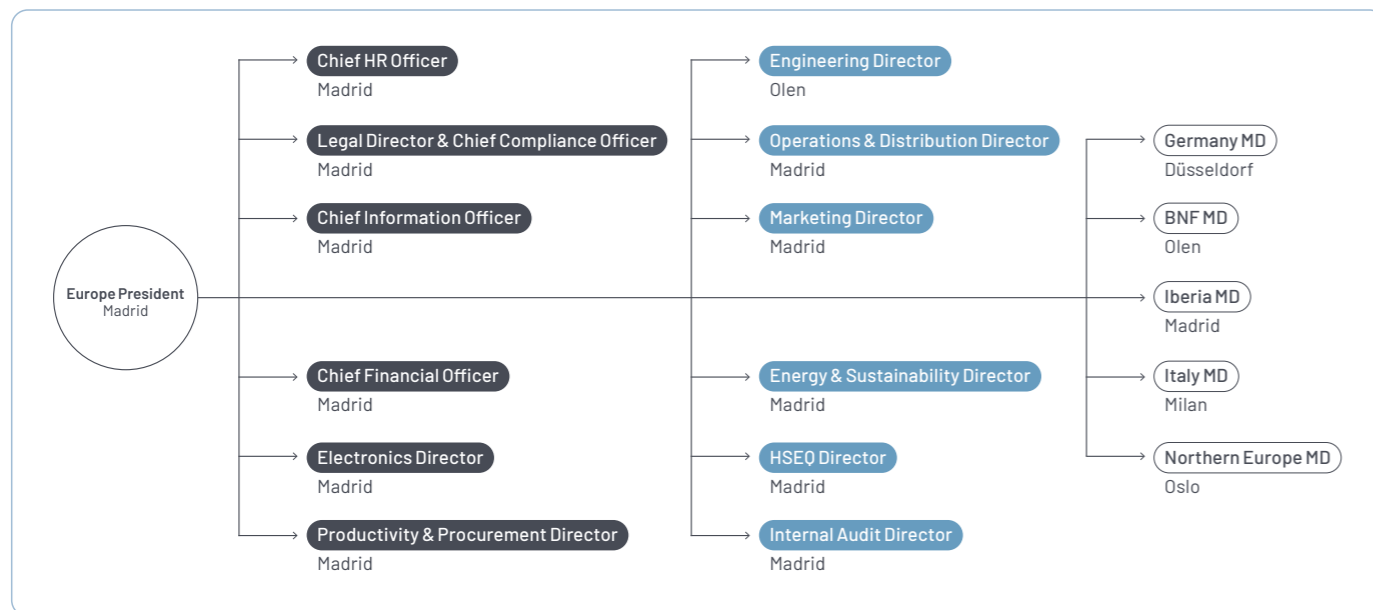 Europe President
Madrid
Chief HR Officer
Madrid
Legal Director & Chief Compliance Officer
Madrid
Chief Information Officer
Madrid
Chief Financial Officer
Madrid
Electronics Director
Madrid
Productivity & Procurement Director
Madrid
Engineering Director
Olen
Operations & Distribution Director
Madrid
Marketing Director
Madrid
Energy & Sustainability Director
Madrid
HSEQ Director
Madrid
Internal Audit Director
Madrid
Germany MD
Düsseldorf
BNF MD
Olen
Iberia MD
Madrid
Italy MD
Milan
Northern Europe MD
Oslo